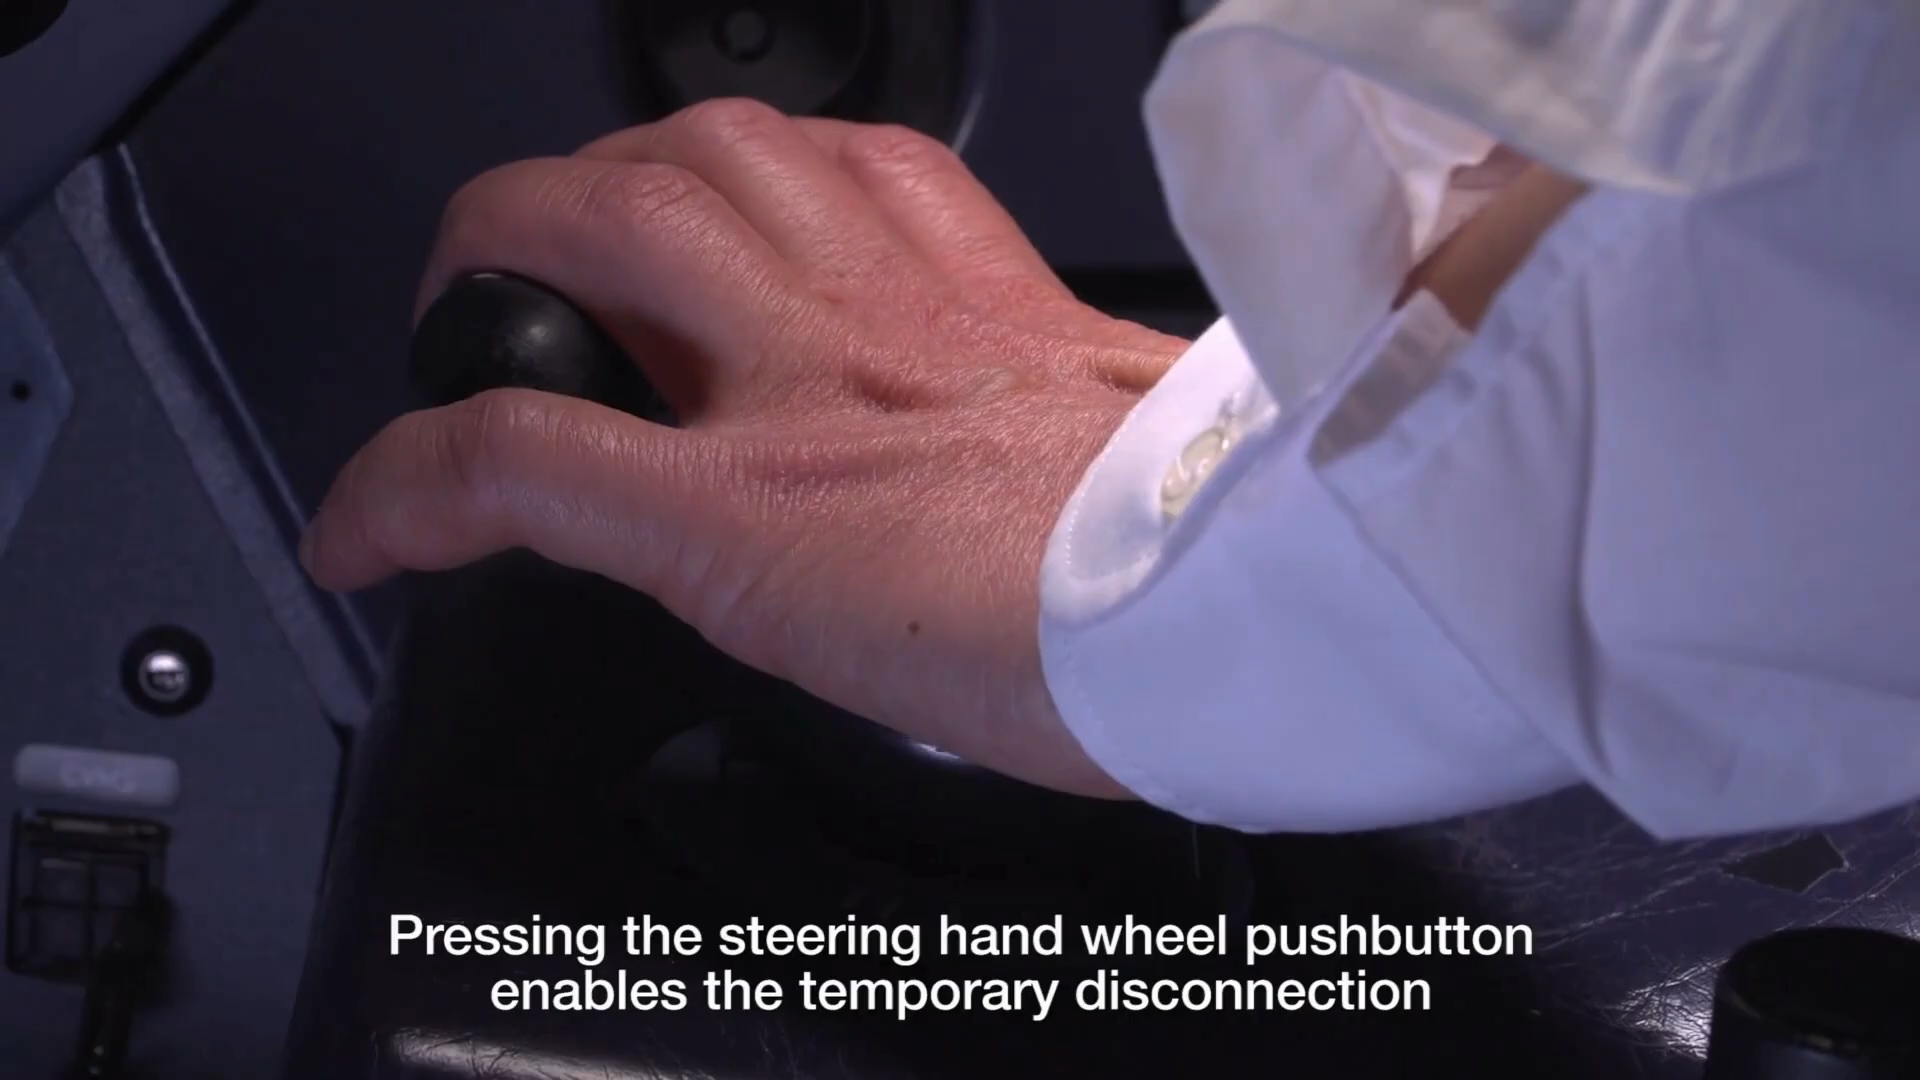 Pressing the steering hand wheel pushbutton
enables the temporary disconnection